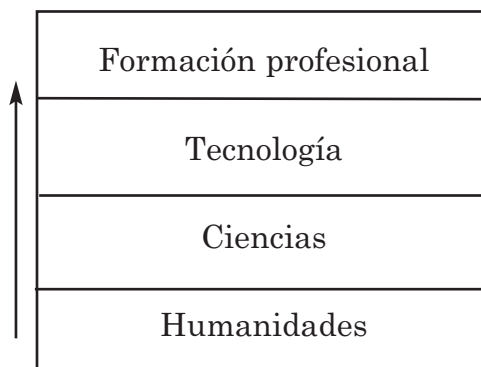 Formación profesional
Tecnología
Ciencias
Humanidades